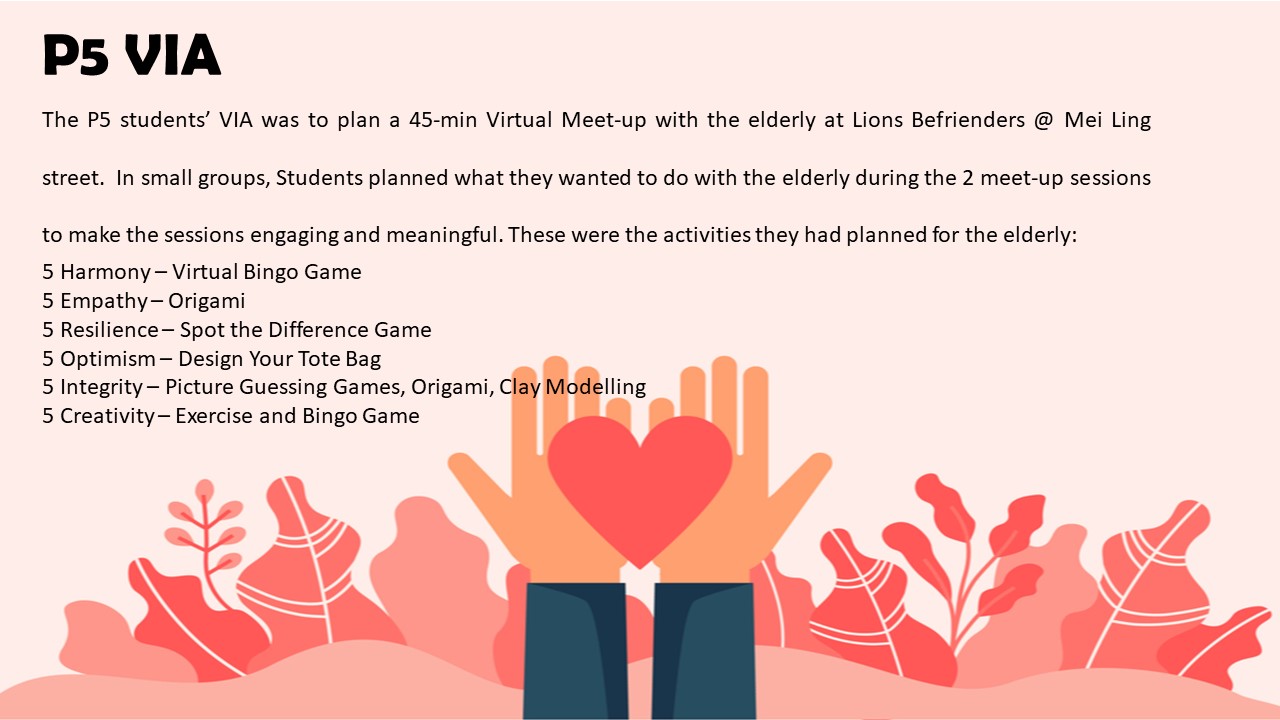 P5 VIA
The P5 students’ VIA was to plan a 45-min Virtual Meet-up with the elderly at Lions Befrienders @ Mei Ling
street.  In small groups, Students planned what they wanted to do with the elderly during the 2 meet-up sessions
to make the sessions engaging and meaningful. These were the activities they had planned for the elderly:
5 Harmony – Virtual Bingo Game
5 Empathy – Origami
5 Resilience – Spot the Difference Game
5 Optimism – Design Your Tote Bag
5 Integrity – Picture Guessing Games, Origami, Clay Modelling
5 Creativity – Exercise and Bingo Game